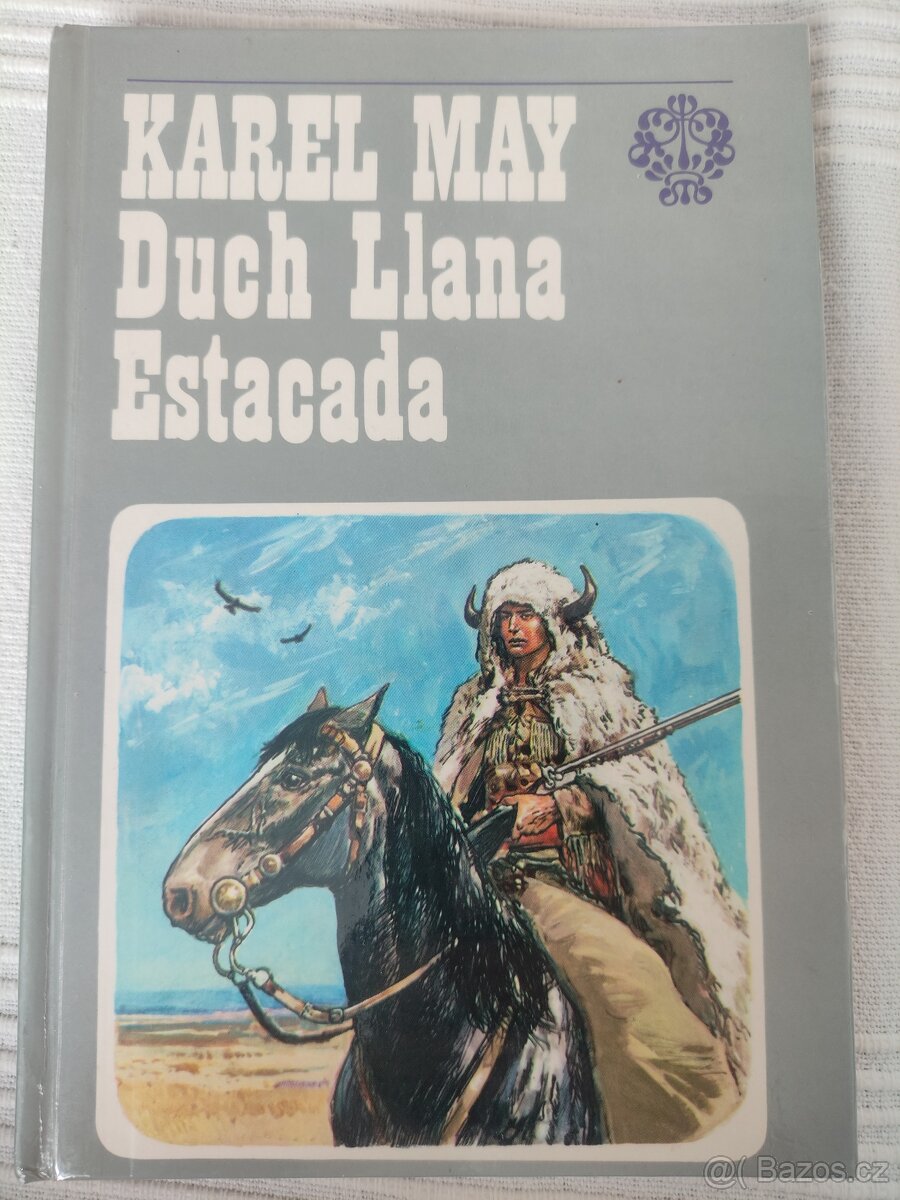 KAREL MAY
Duch Llana
Estacada
@( Bazos.cz